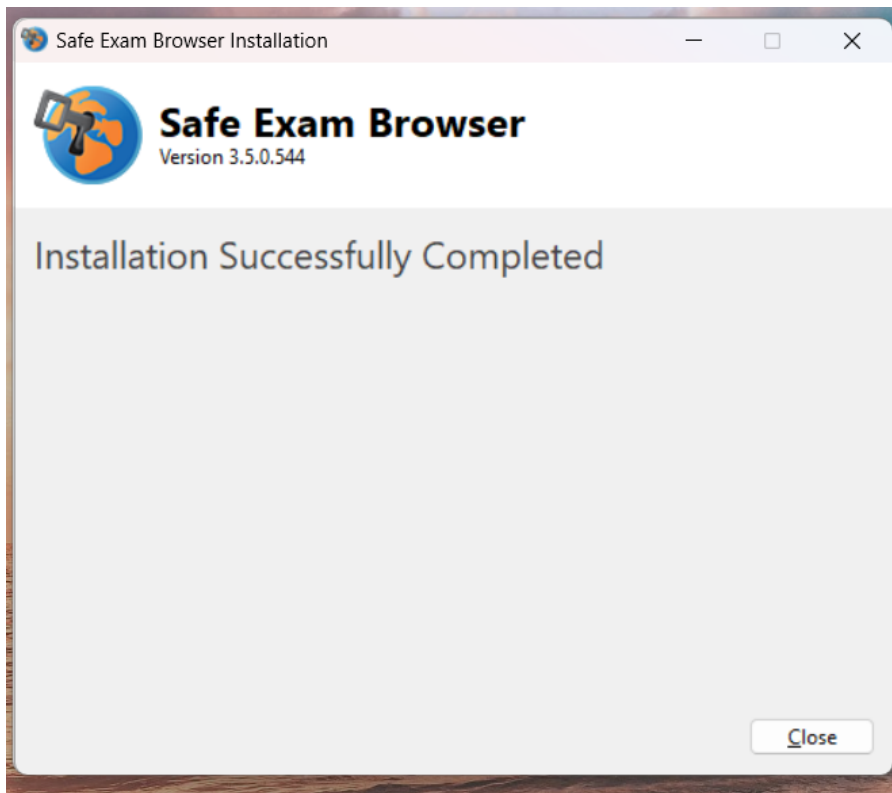 Safe Exam Browser Installation
Safe Exam Browser
Version 3.5.0.544
Installation Successfully Completed
Close